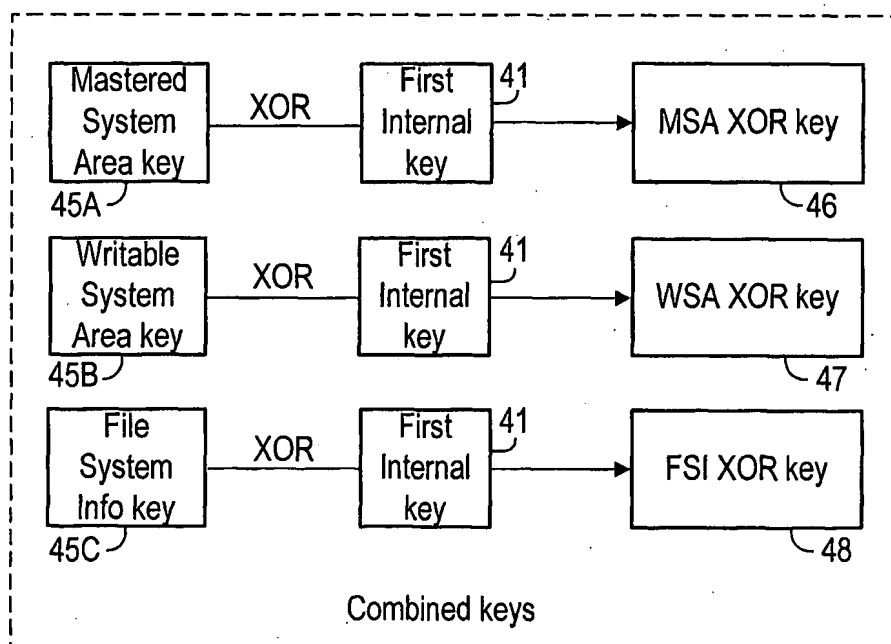 Mastered
System
Area key
XOR
First
Internal
key
41
MSA XOR key
45A
46
Writable
System
Area key
XOR
First
Internal
key
41
WSA XOR key
45B
47
File
System
Info key
XOR
First
Internal
key
41
FSI XOR key
45C
48
Combined keys